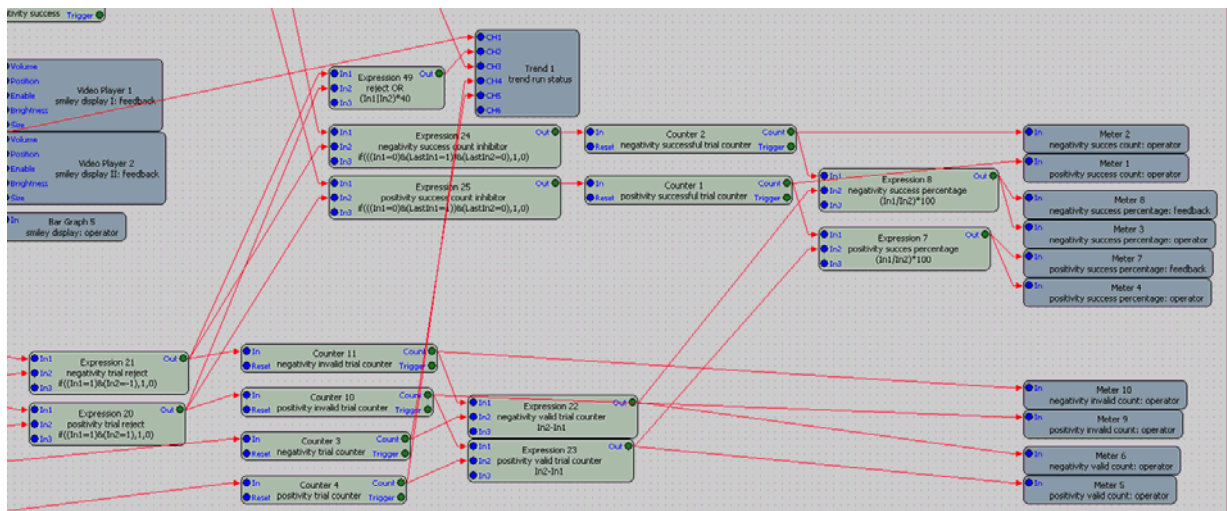 tivity success Trigger
Volume
Position
Enable
Brightness
Size
Video Player 1
smiley display I: feedback
Volume
Position
Enable
Brightness
Size
Video Player 2
smiley display II: feedback
In
Bar Graph 5
smiley display: operator
In1
In2
In3
Expression 49
reject OR
(In1|In2)*40
Out
CH1
CH2
CH3
CH4
CH5
CH6
Trend 1
trend run status
In1
In2
In3
Expression 24
negativity success count inhibitor
if(((In1=0)&(LastIn1=1))&(LastIn2=0),1,0)
Out
In
Reset
Counter 2
negativity successful trial counter
Count
Trigger
In1
In2
In3
Expression 25
positivity success count inhibitor
if(((In1=0)&(LastIn1=1))&(LastIn2=0),1,0)
Out
In
Reset
Counter 1
positivity successful trial counter
Count
Trigger
In1
In2
In3
Expression 8
negativity success percentage
(In1/In2)*100
Out
In1
In2
In3
Expression 7
positivity succes percentage
(In1/In2)*100
Out
In
Meter 2
negativity succes count: operator
In
Meter 1
positivity success count: operator
In
Meter 8
negativity success percentage: feedback
In
Meter 3
negativity success percentage: operator
In
Meter 7
positivity success percentage: feedback
In
Meter 4
positivity success percentage: operator
In1
In2
In3
Expression 21
negativity trial reject
if((In1=1)&(In2=-1),1,0)
Out
In1
In2
In3
Expression 20
positivity trial reject
if((In1=1)&(In2=1),1,0)
Out
In
Reset
Counter 11
negativity invalid trial counter
Count
Trigger
In
Reset
Counter 10
positivity invalid trial counter
Count
Trigger
In
Reset
Counter 3
negativity trial counter
Count
Trigger
In
Reset
Counter 4
positivity trial counter
Count
Trigger
In1
In2
In3
Expression 22
negativity valid trial counter
In2-In1
Out
In1
In2
In3
Expression 23
positivity valid trial counter
In2-In1
Out
In
Meter 10
negativity invalid count: operator
In
Meter 9
positivity invalid count: operator
In
Meter 6
negativity valid count: operator
In
Meter 5
positivity valid count: operator